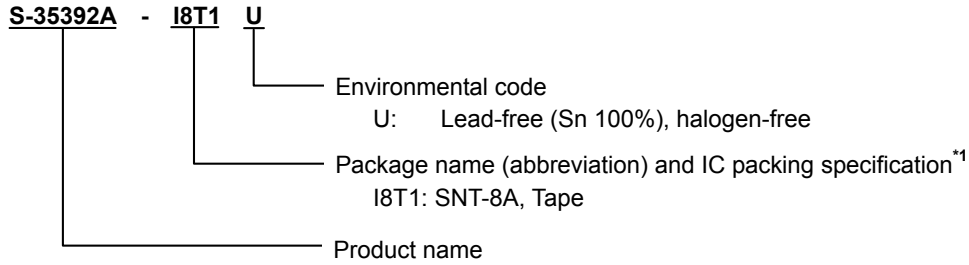 S-35392A - I8T1 U
Environmental code
U: Lead-free (Sn 100%), halogen-free
Package name (abbreviation) and IC packing specification*1
I8T1: SNT-8A, Tape
Product name